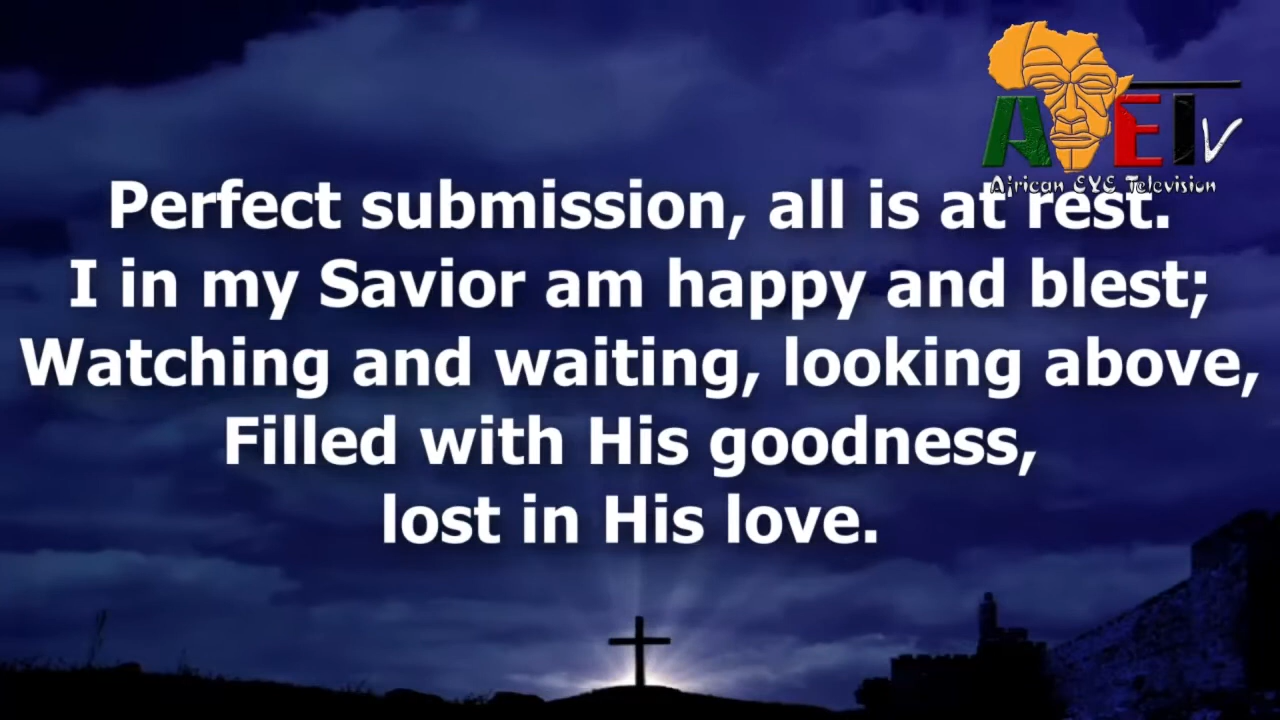 AETv
African EYE Television
Perfect submission, all is at rest.
I in my Savior am happy and blest;
Watching and waiting, looking above,
Filled with His goodness,
lost in His love.